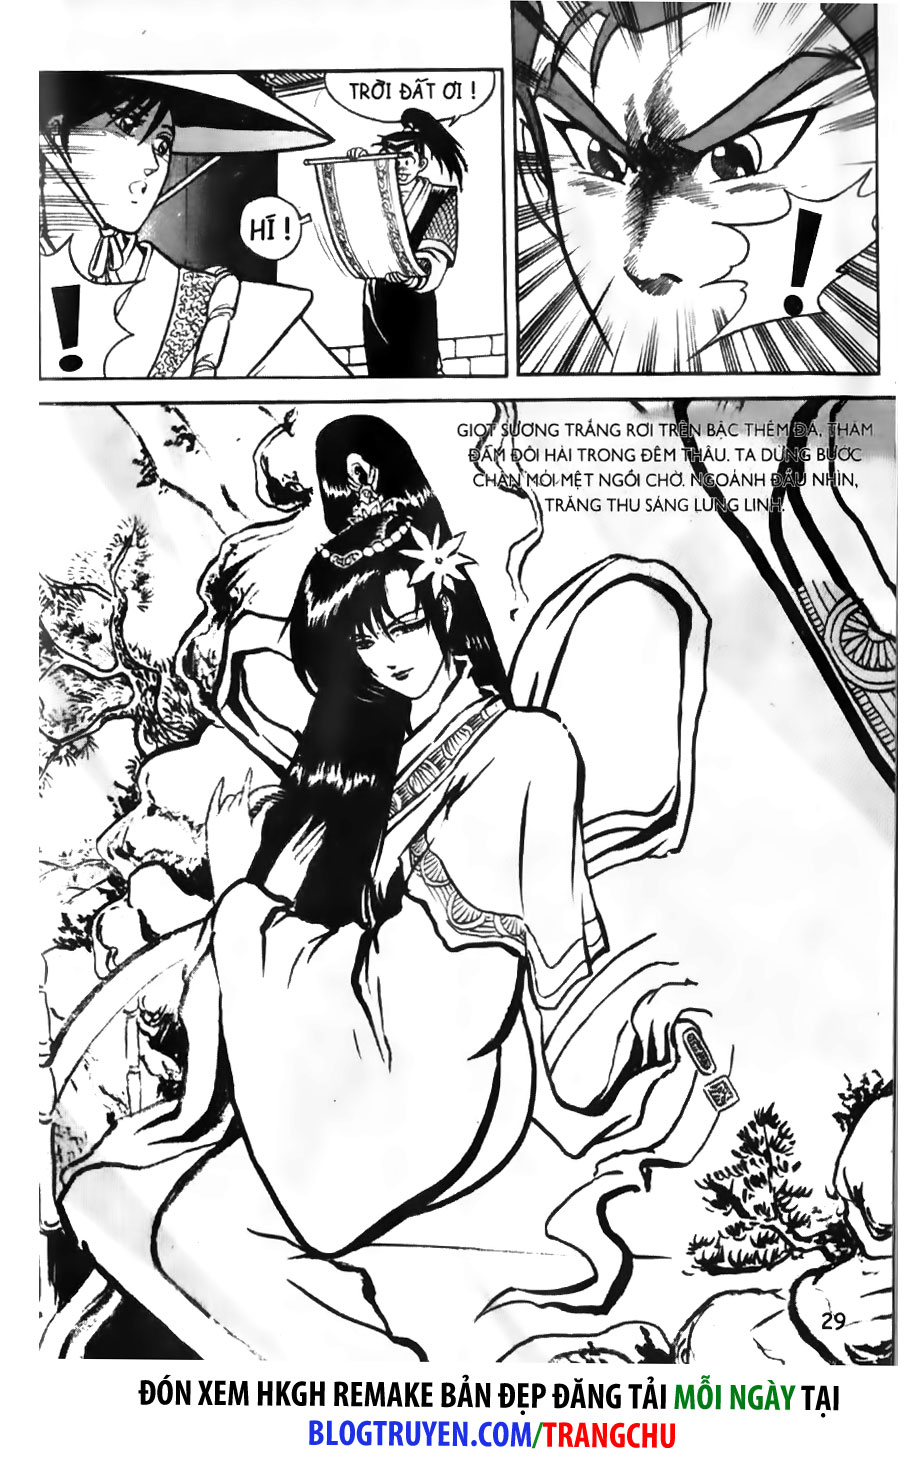 TRỜI ĐẤT ƠI !
HÍ !
!
!
GIỌT SƯƠNG TRẮNG RƠI TRÊN BẬC THỀM ĐÁ, THẤM
ĐẪM ĐÔI HÀI TRONG ĐÊM THÂU. TA DỪNG BƯỚC
CHÂN MỎI MỆT NGỒI CHỜ. NGOẢNH ĐẦU NHÌN,
TRĂNG THU SÁNG LUNG LINH.
29
ĐÓN XEM HKGH REMAKE BẢN ĐẸP ĐĂNG TẢI MỖI NGÀY TẠI
BLOGTRUYEN.COM/TRANGCHU